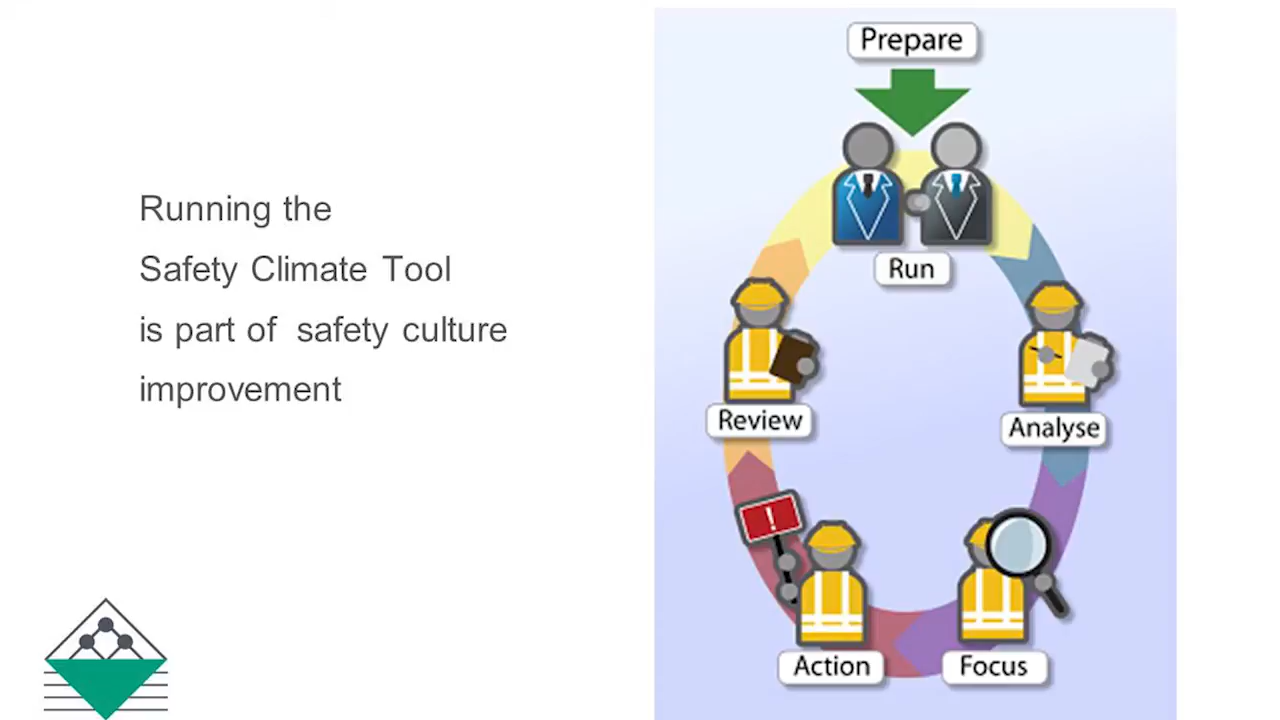 Running the
Safety Climate Tool
is part of safety culture
improvement
Prepare
Run
Analyse
Focus
Action
!
Review